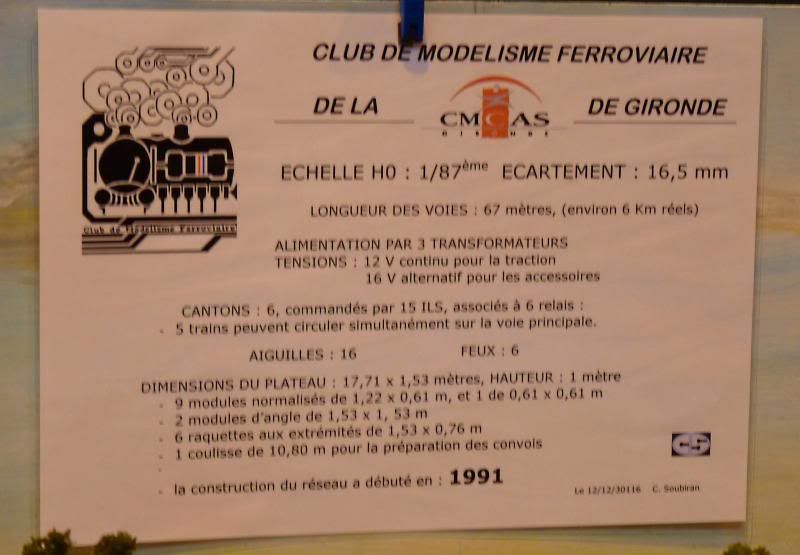 CLUB DE MODELISME FERROVIAIRE
DE LA CMCAS DE GIRONDE
GIRONDE
Club de Modelisme Ferroviaire
ECHELLE H0 : 1/87ème ECARTEMENT : 16,5 mm
LONGUEUR DES VOIES : 67 mètres, (environ 6 Km réels)
ALIMENTATION PAR 3 TRANSFORMATEURS
TENSIONS : 12 V continu pour la traction
16 V alternatif pour les accessoires
CANTONS : 6, commandés par 15 ILS, associés à 6 relais :
- 5 trains peuvent circuler simultanément sur la voie principale.
AIGUILLES : 16 FEUX : 6
DIMENSIONS DU PLATEAU : 17,71 x 1,53 mètres, HAUTEUR : 1 mètre
- 9 modules normalisés de 1,22 x 0,61 m, et 1 de 0,61 x 0,61 m
- 2 modules d'angle de 1,53 x 1, 53 m
- 6 raquettes aux extrémités de 1,53 x 0,76 m
- 1 coulisse de 10,80 m pour la préparation des convois
-
- la construction du réseau a débuté en : 1991
CS
Le 12/12/30116 C. Soubiran